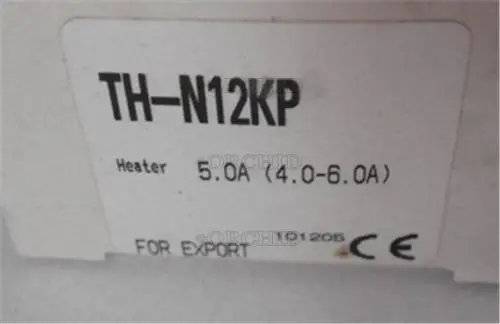 TH-N12KP
Heater 5.0A (4.0-6.0A)
101205
FOR EXPORT CE